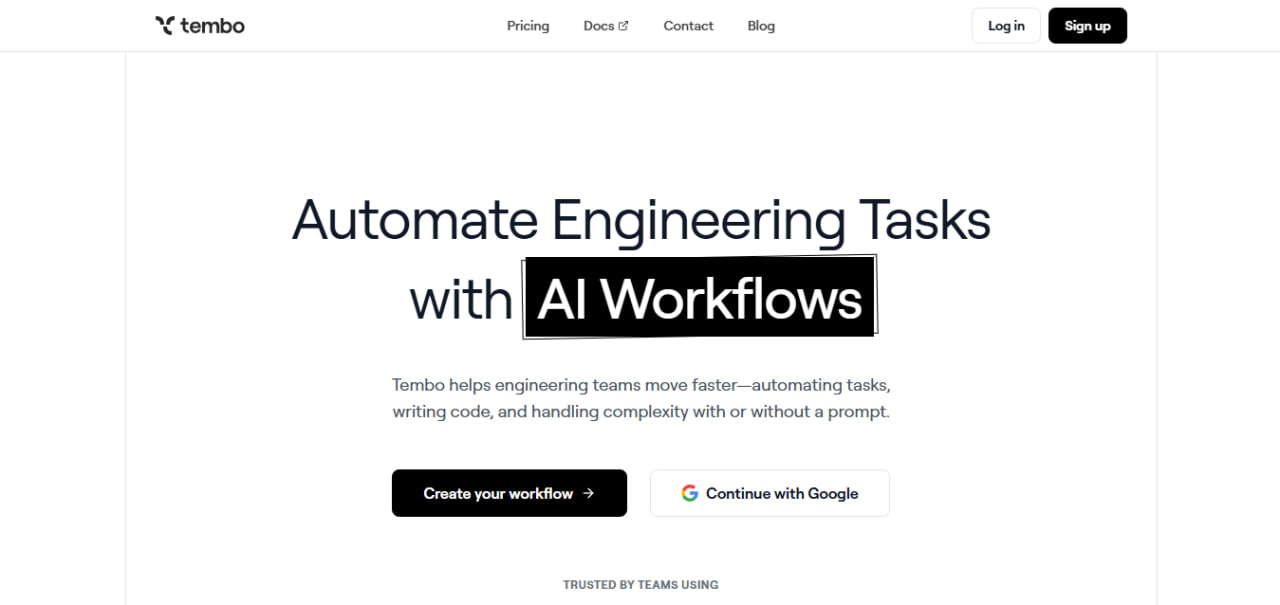 tembo
Pricing
Docs
Contact
Blog
Log in
Sign up
Automate Engineering Tasks
with AI Workflows
Tembo helps engineering teams move faster—automating tasks,
writing code, and handling complexity with or without a prompt.
Create your workflow →
Continue with Google
TRUSTED BY TEAMS USING